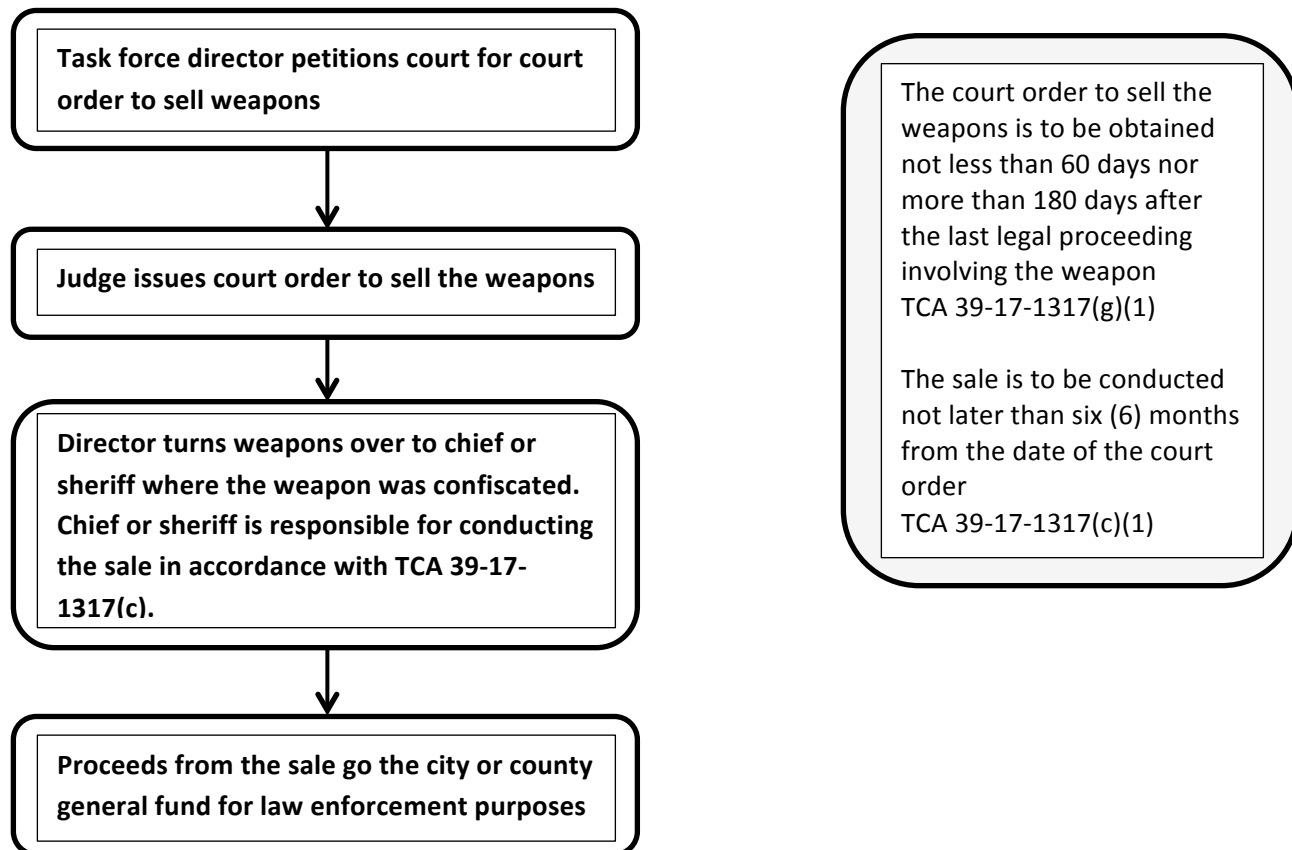 Task force director petitions court for court
order to sell weapons
Judge issues court order to sell the weapons
Director turns weapons over to chief or
sheriff where the weapon was confiscated.
Chief or sheriff is responsible for conducting
the sale in accordance with TCA 39-17-
1317(c).
Proceeds from the sale go the city or county
general fund for law enforcement purposes
The court order to sell the
weapons is to be obtained
not less than 60 days nor
more than 180 days after
the last legal proceeding
involving the weapon
TCA 39-17-1317(g)(1)
The sale is to be conducted
not later than six (6) months
from the date of the court
order
TCA 39-17-1317(c)(1)